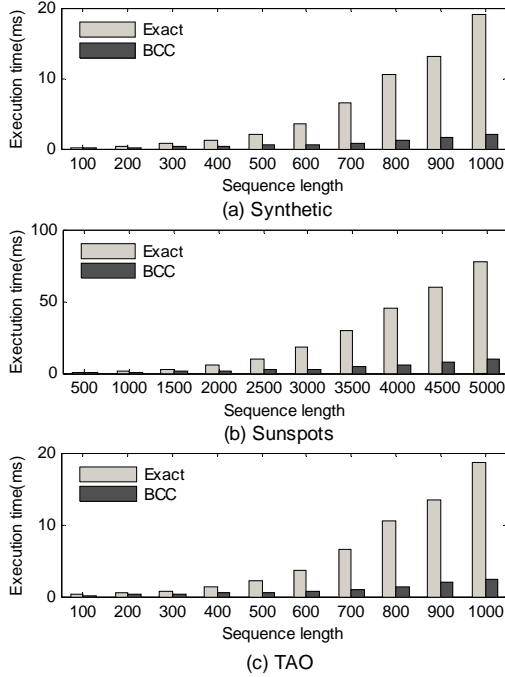 20
10
0
Execution time(ms)
Exact
BCC
100 200 300 400 500 600 700 800 900 1000
Sequence length
(a) Synthetic
100
50
0
Exectution time(ms)
Exact
BCC
500 1000 1500 2000 2500 3000 3500 4000 4500 5000
Sequence length
(b) Sunspots
20
10
0
Execution time(ms)
Exact
BCC
100 200 300 400 500 600 700 800 900 1000
Sequence length
(c) TAO